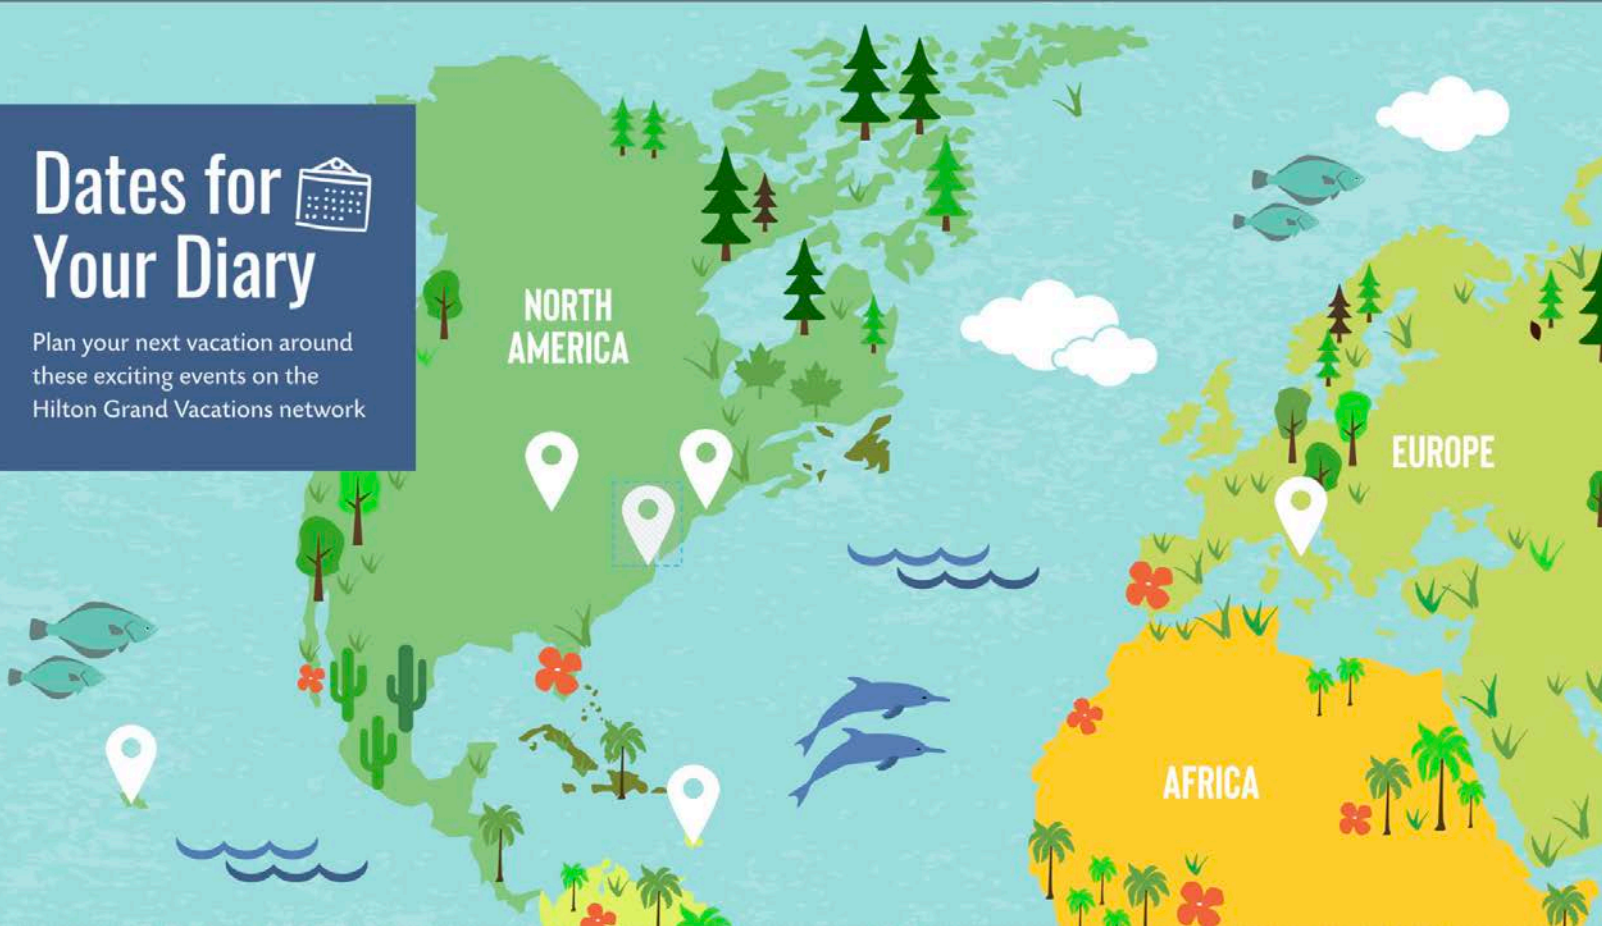 Dates for
Your Diary
Plan your next vacation around
these exciting events on the
Hilton Grand Vacations network
NORTH
AMERICA
EUROPE
AFRICA